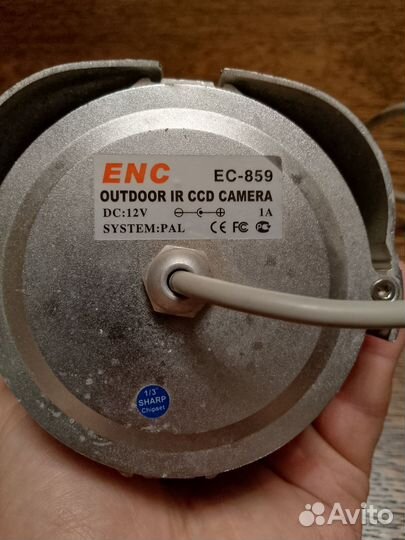 ENC EC-859
OUTDOOR IR CCD CAMERA
DC:12V 1A
SYSTEM:PAL CE FC PG
1/3"
SHARP
Chipset
Avito